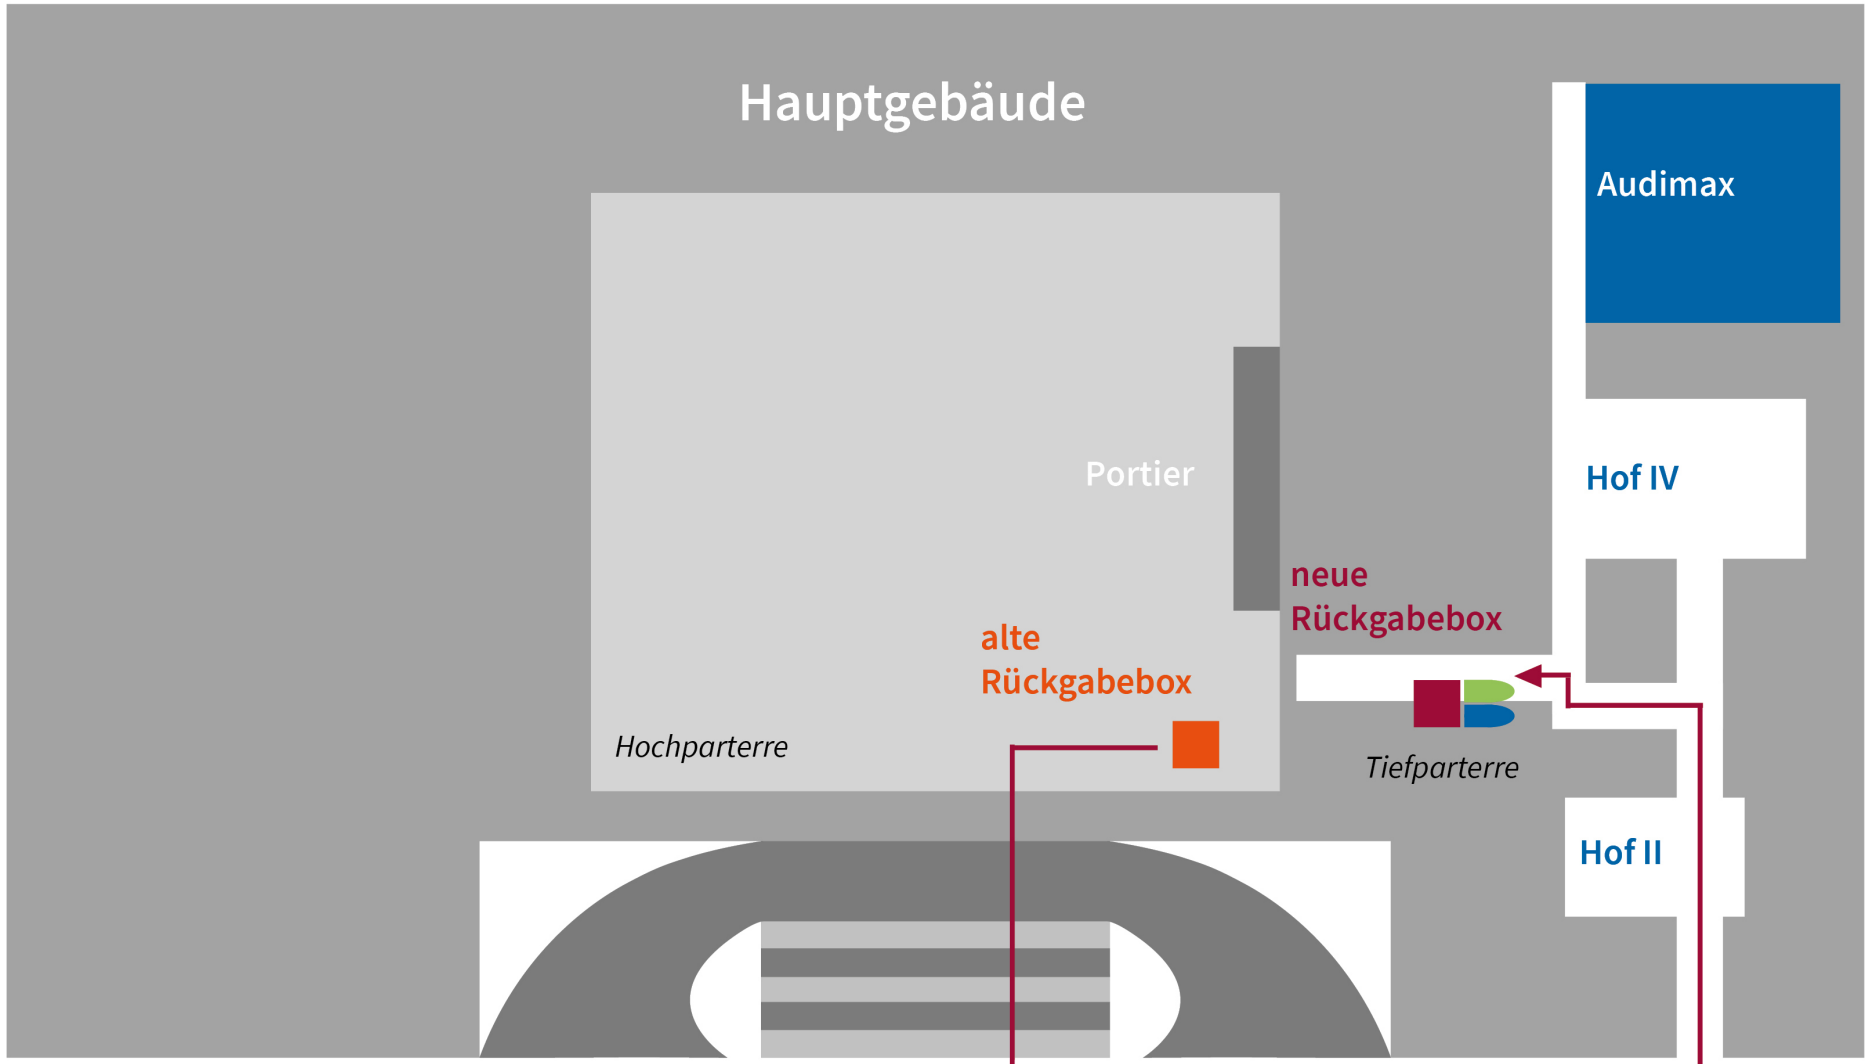 Hauptgebäude
Audimax
Portier
Hof IV
neue
Rückgabebox
alte
Rückgabebox
Hochparterre
Tiefparterre
Hof II